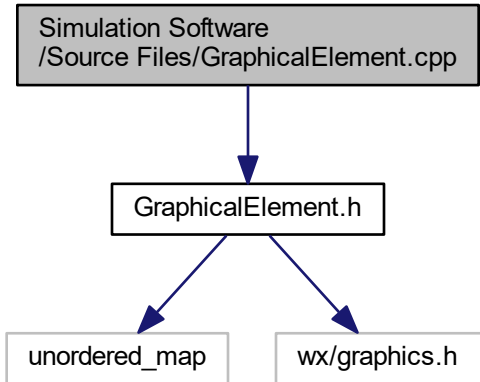 Simulation Software
/Source Files/GraphicalElement.cpp
GraphicalElement.h
unordered_map
wx/graphics.h